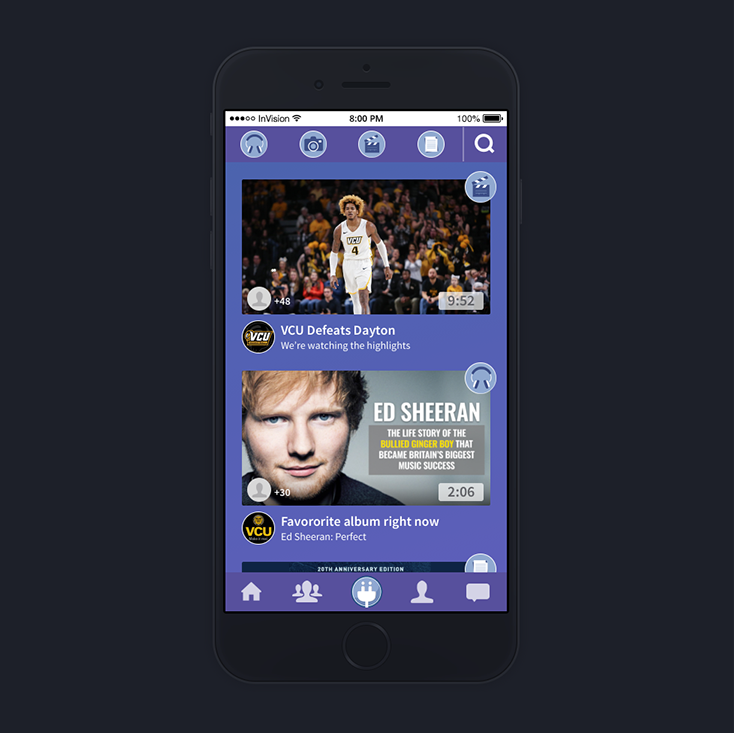 InVision
8:00 PM
100%
VCU
4
+48
9:52
VCU
VCU Defeats Dayton
We're watching the highlights
ED SHEERAN
THE LIFE STORY OF THE
BULLIED GINGER BOY THAT
BECAME BRITAIN'S BIGGEST
MUSIC SUCCESS
+30
2:06
VCU
Favororite album right now
Ed Sheeran: Perfect
20TH ANNIVERSARY EDITION